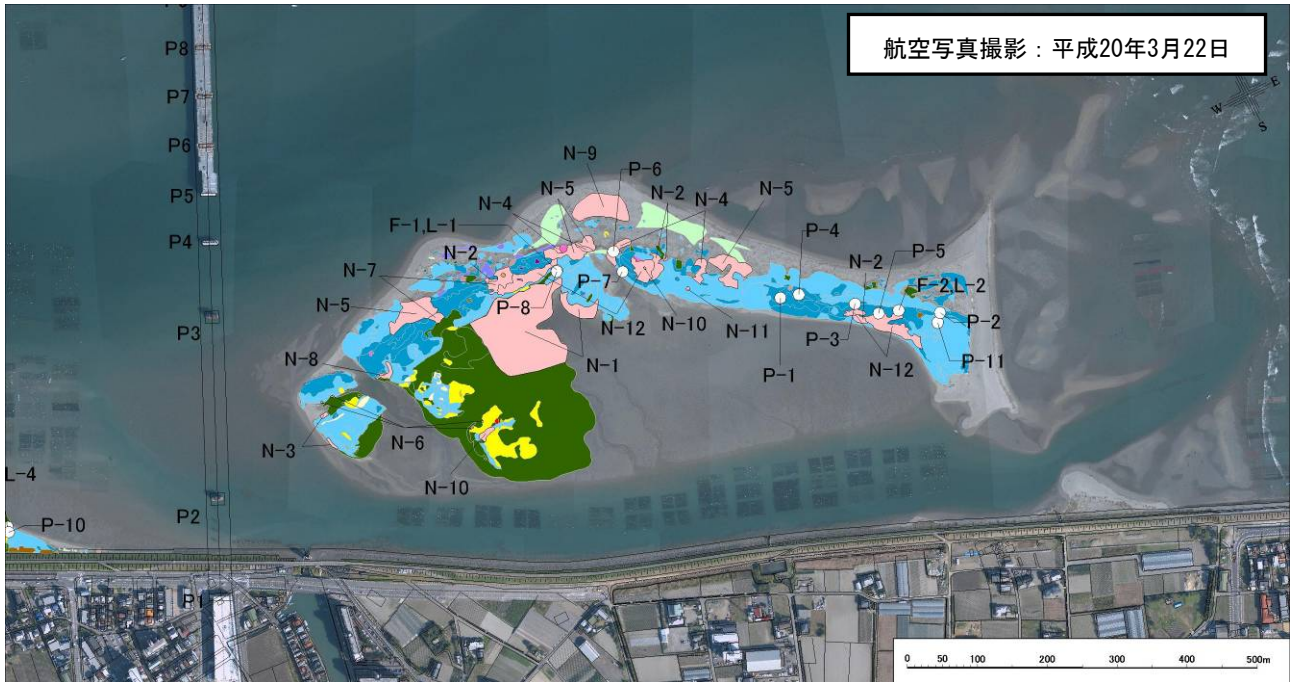 航空写真撮影：平成20年3月22日
P8
P7
P6
P5
P4
P3
P2
P1
W
E
S
N-9
P-6
N-5
N-2
N-4
N-4
N-5
F-1,L-1
P-4
N-2
N-7
N-2
P-5
F-2,L-2
N-5
P-8
P-7
N-12
N-10
N-11
P-3
P-2
P-11
N-8
N-1
P-1
N-12
N-3
N-6
N-10
L-4
P-10
0 50 100 200 300 400 500m